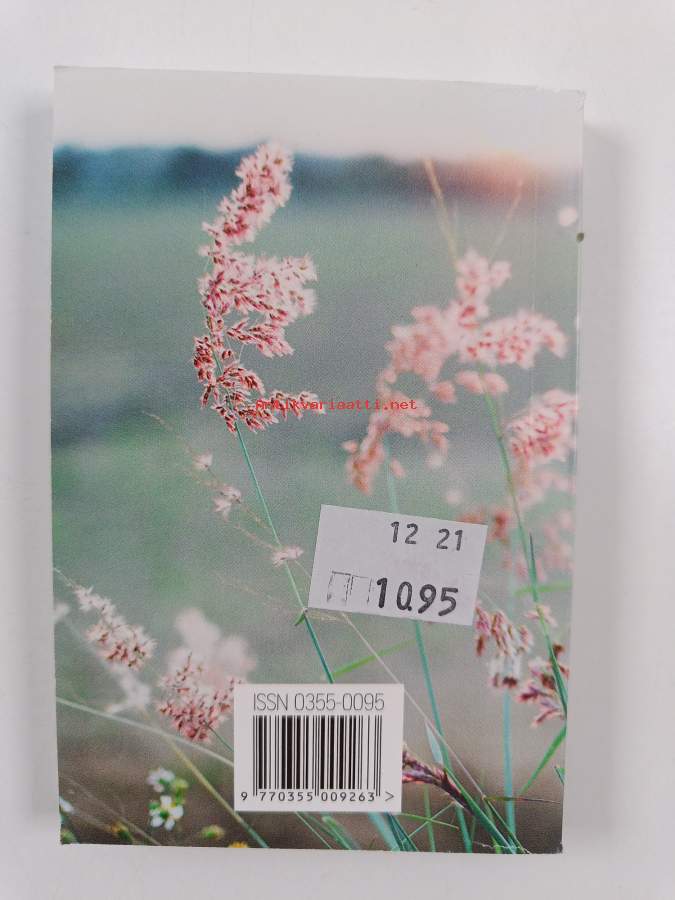 Antikvariaatti.net
12 21
10.95
ISSN 0355-0095
9 770355 009263 >